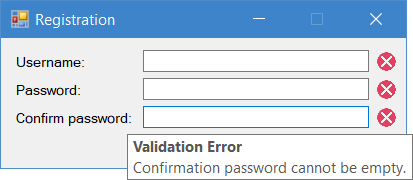 Registration
Username:
Password:
Confirm password:
Validation Error
Confirmation password cannot be empty.